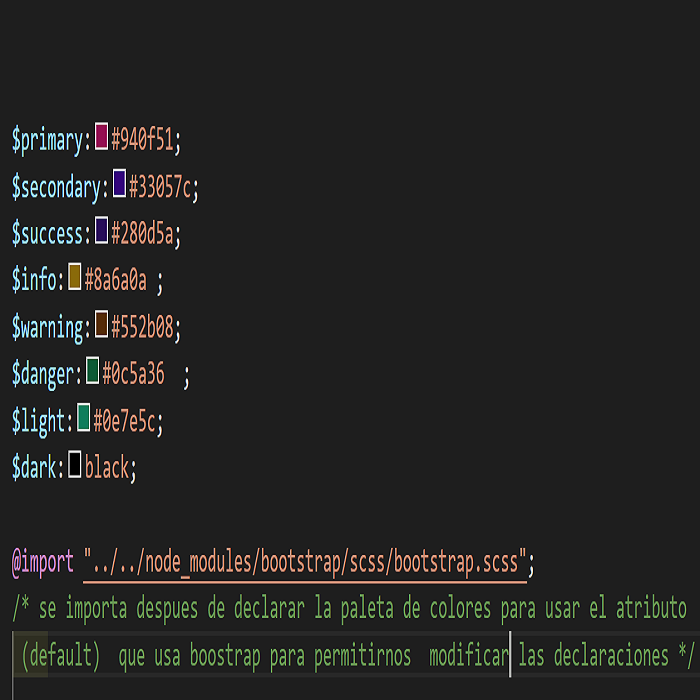 $primary:#940f51;
$secondary:#33057c;
$success:#280d5a;
$info:#8a6a0a ;
$warning:#552b08;
$danger:#0c5a36  ;
$light:#0e7e5c;
$dark:black;
@import "../../node_modules/bootstrap/scss/bootstrap.scss";
/* se importa despues de declarar la paleta de colores para usar el atributo
(default)  que usa boostrap para permitirnos  modificar las declaraciones */